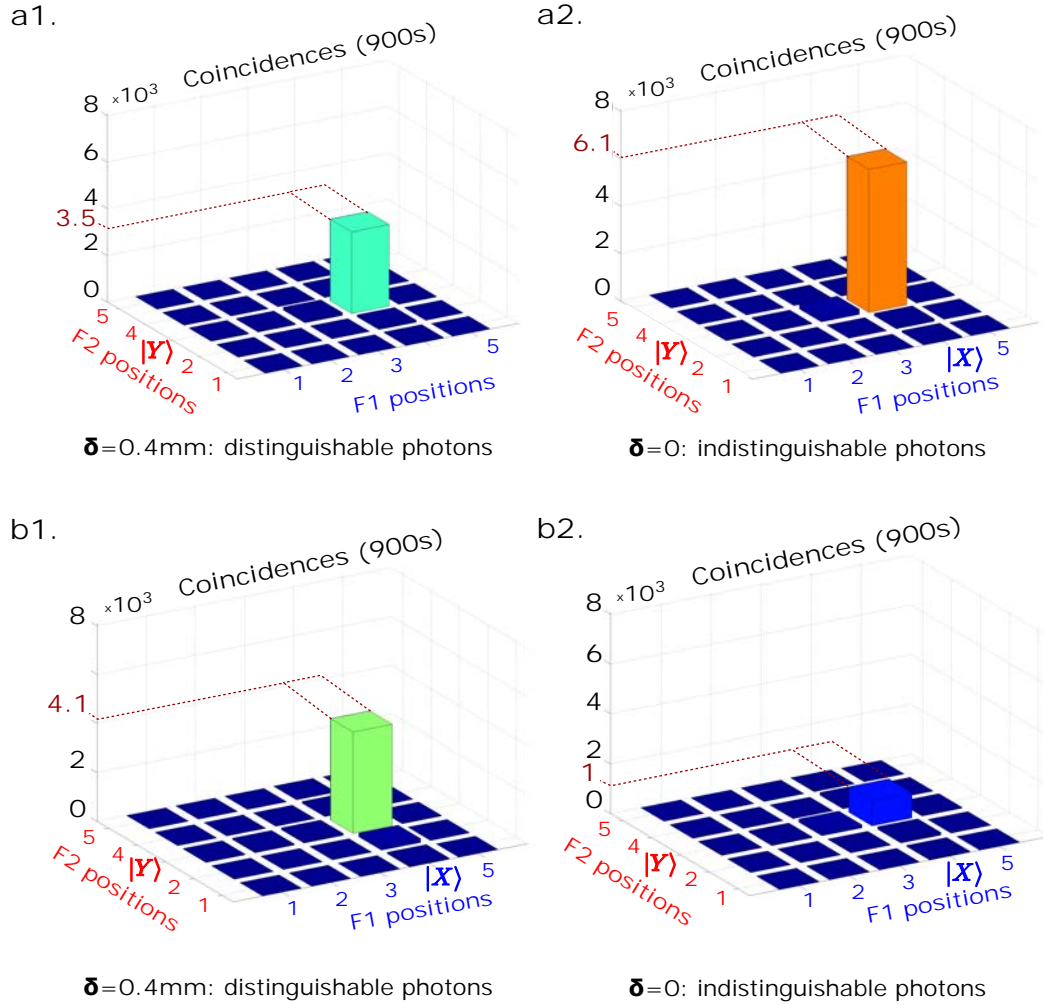 a1.
Coincidences (900s)
×10³
8
6
4
3.5
2
0
5
4
|Y⟩
2
1
F2 positions
1
2
3
5
F1 positions
δ=0.4mm: distinguishable photons
a2.
Coincidences (900s)
×10³
8
6.1
4
2
0
5
4
|Y⟩
2
1
F2 positions
1
2
3
|X⟩
5
F1 positions
δ=0: indistinguishable photons
b1.
Coincidences (900s)
×10³
8
4.1
2
0
5
4
|Y⟩
2
1
F2 positions
1
2
3
|X⟩
5
F1 positions
δ=0.4mm: distinguishable photons
b2.
Coincidences (900s)
×10³
8
6
4
2
1
0
5
4
|Y⟩
2
1
F2 positions
1
2
3
|X⟩
5
F1 positions
δ=0: indistinguishable photons